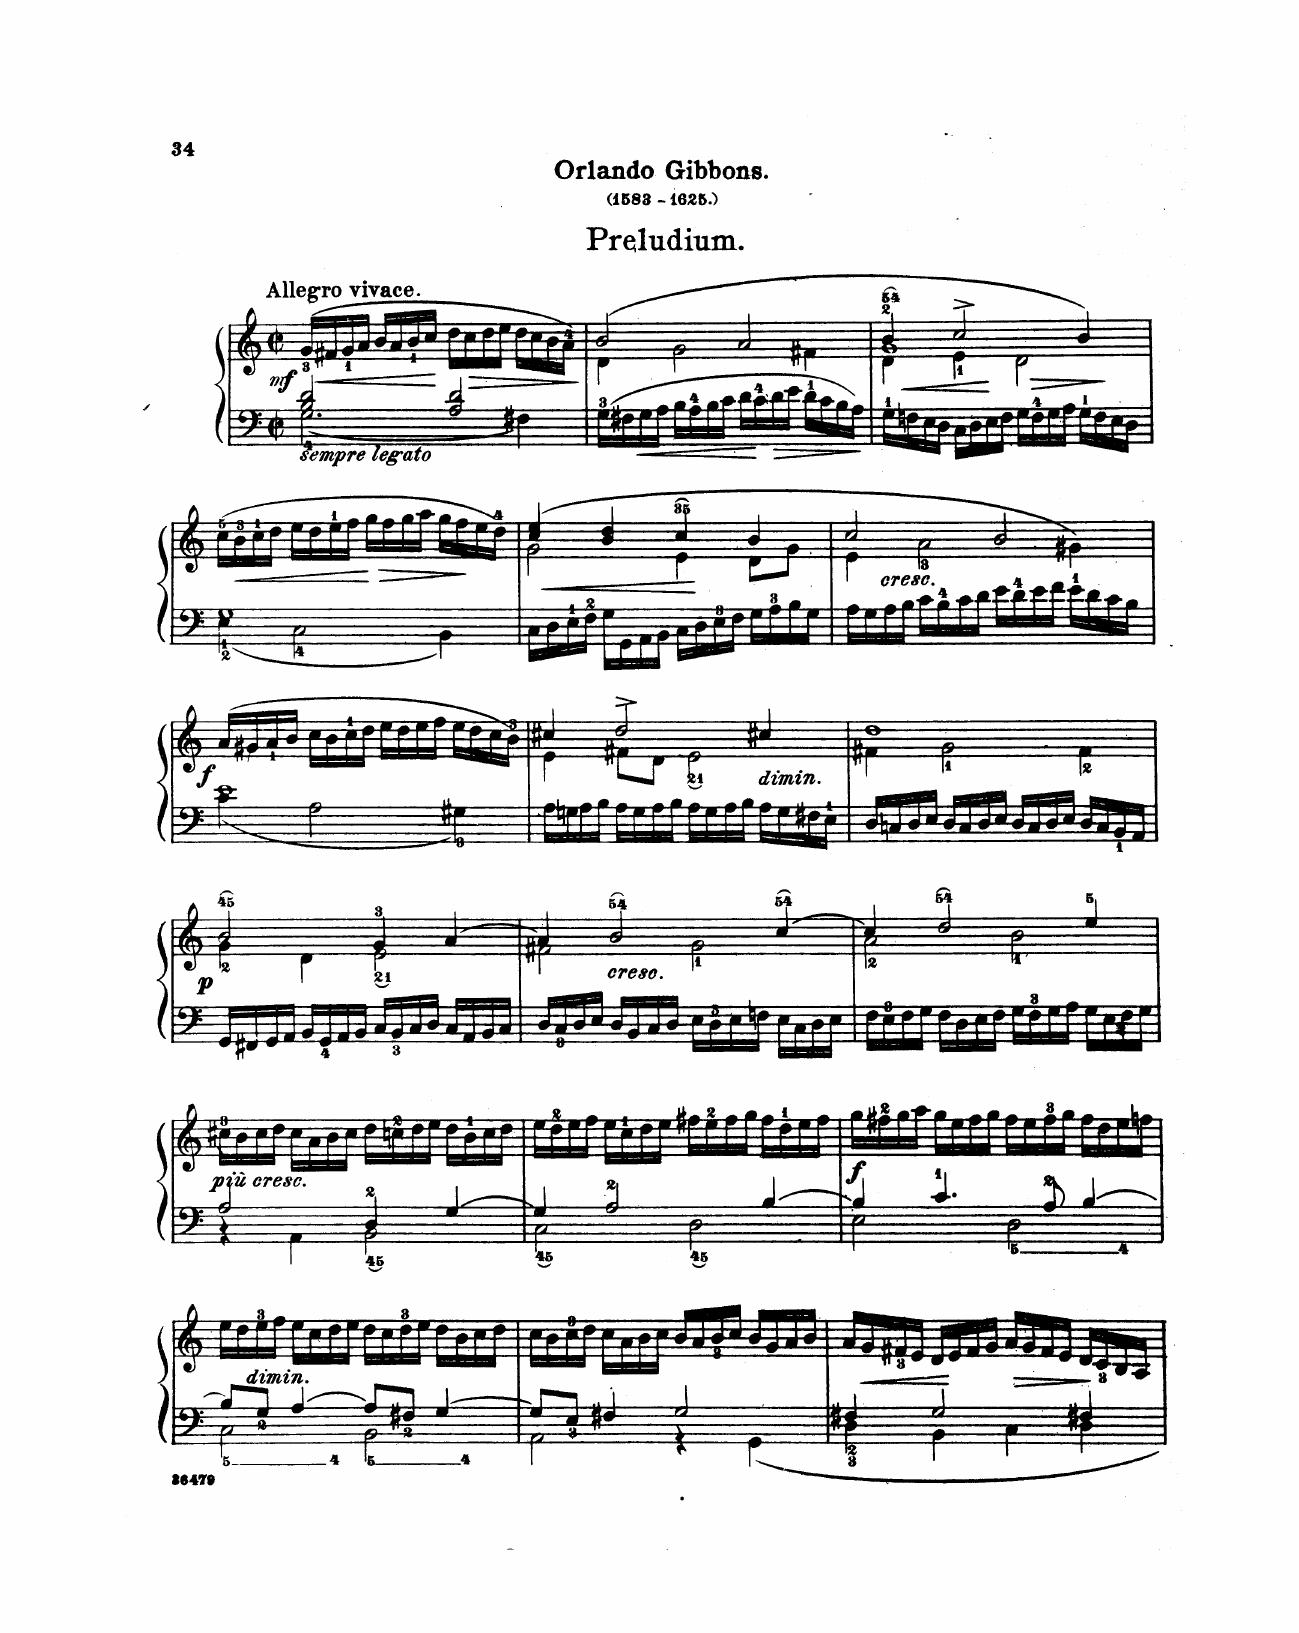 34
Orlando Gibbons.
(1583 - 1625.)
Preludium.
Allegro vivace.
mf
sempre legato
cresc.
f
dimin.
p
cresc.
più cresc.
f
dimin.
36479